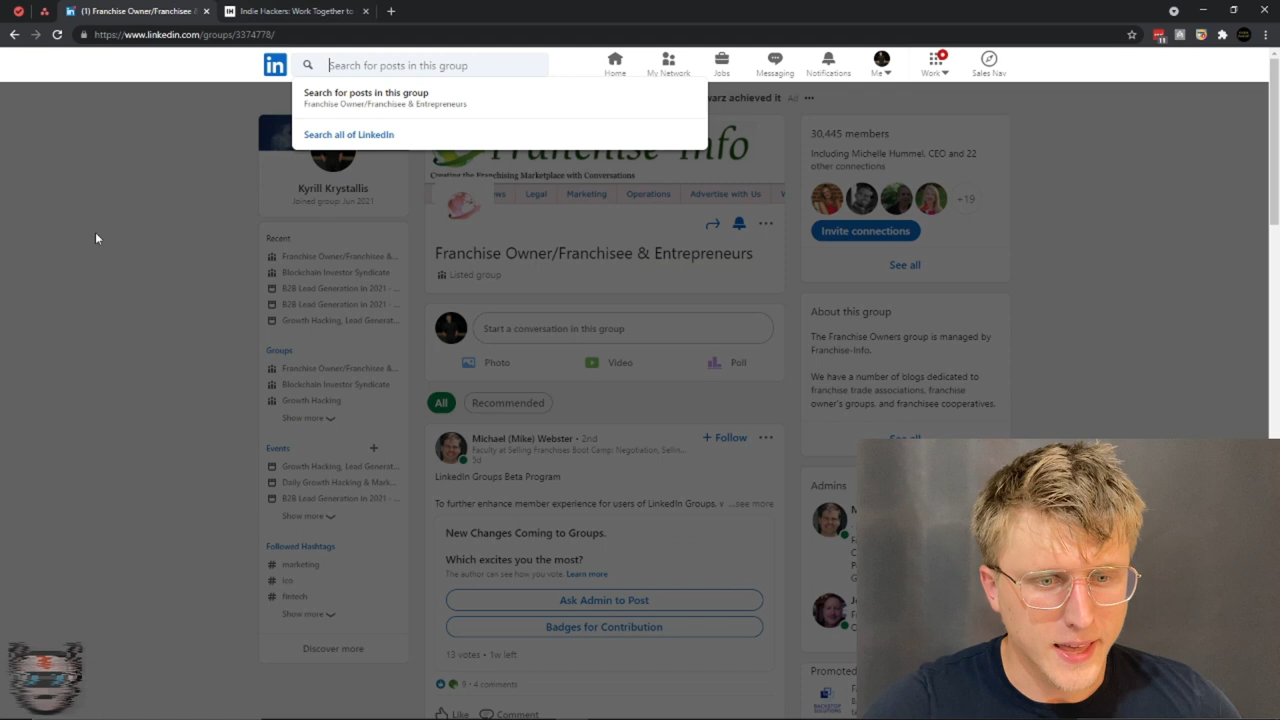 (1) Franchise Owner/Franchisee &
Indie Hackers: Work Together to
https://www.linkedin.com/groups/3374778/
11
in
Search for posts in this group
Home
My Network
Jobs
Messaging
Notifications
Me
Work
Sales Nav
Search for posts in this group
Franchise Owner/Franchisee & Entrepreneurs
Search all of LinkedIn
warz achieved it
Ad
Kyrill Krystallis
Joined group: Jun 2021
Recent
Franchise Owner/Franchisee &...
Blockchain Investor Syndicate
B2B Lead Generation in 2021 - ...
B2B Lead Generation in 2021 - ...
Growth Hacking, Lead Generat...
Groups
Franchise Owner/Franchisee &...
Blockchain Investor Syndicate
Growth Hacking
Show more
Events
Growth Hacking, Lead Generat...
Daily Growth Hacking & Mark...
B2B Lead Generation in 2021 - ...
Show more
Followed Hashtags
# marketing
# ico
# fintech
Show more
Discover more
Franchise-Info
Creating the Franchising Marketplace with Conversations
ws
Legal
Marketing
Operations
Advertise with Us
Franchise Owner/Franchisee & Entrepreneurs
Listed group
Start a conversation in this group
Photo
Video
Poll
All
Recommended
Michael (Mike) Webster • 2nd
Faculty at Selling Franchises Boot Camp: Negotiation, Sellin...
5d
+ Follow
LinkedIn Groups Beta Program
To further enhance member experience for users of LinkedIn Groups, v ...see more
New Changes Coming to Groups.
Which excites you the most?
The author can see how you vote. Learn more
Ask Admin to Post
Badges for Contribution
13 votes • 1w left
9 • 4 comments
Like
Comment
30,445 members
Including Michelle Hummel, CEO and 22
other connections
+19
Invite connections
See all
About this group
The Franchise Owners group is managed by
Franchise-Info.
We have a number of blogs dedicated to
franchise trade associations, franchise
owner's groups, and franchisee cooperatives.
See all
Admins
Promoted
BACKSTOP
SOLUTIONS